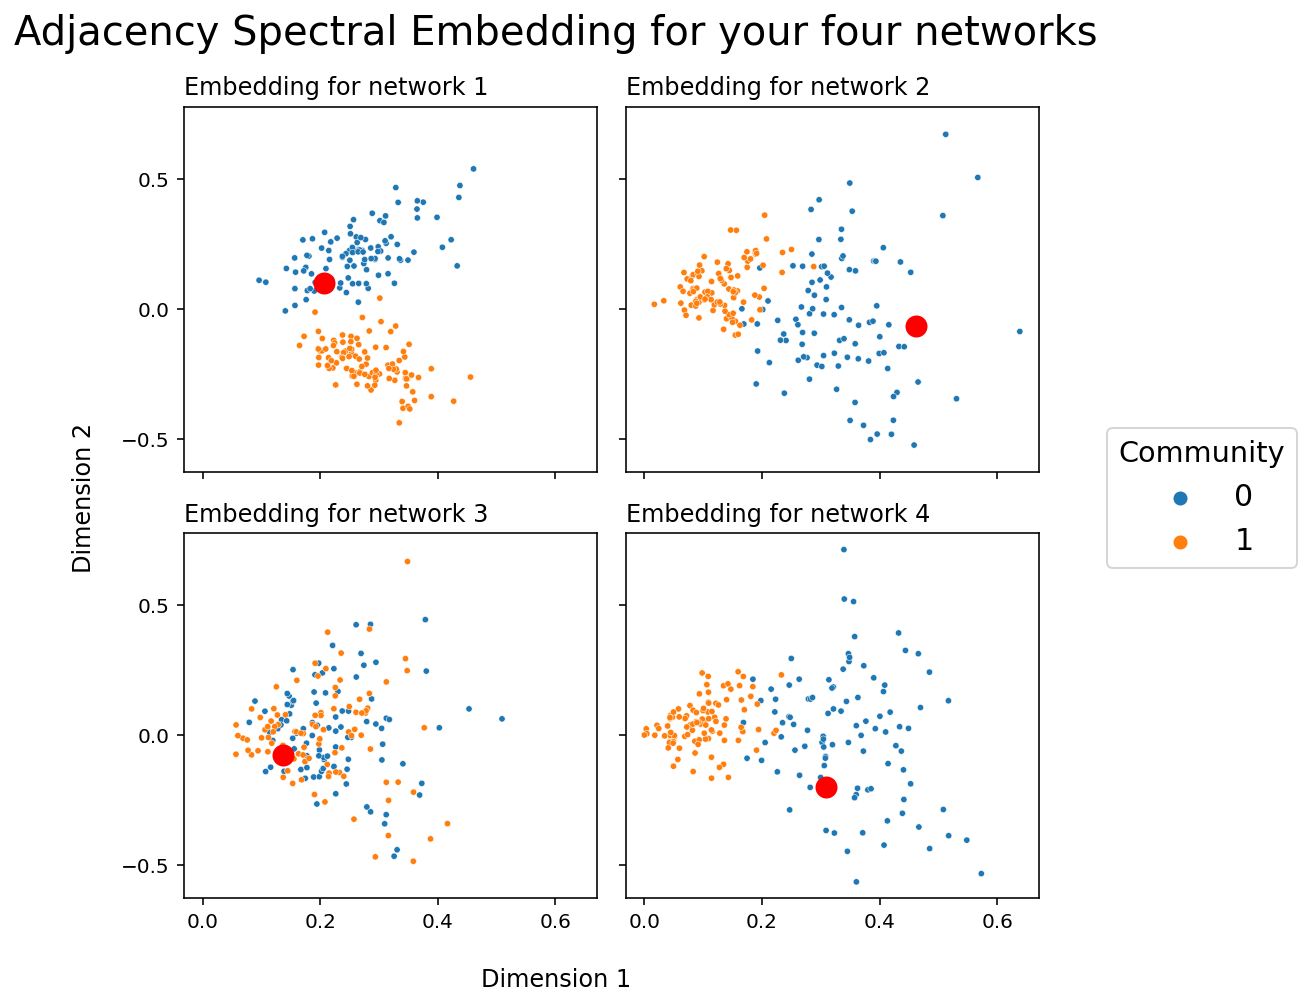 Adjacency Spectral Embedding for your four networks
Embedding for network 1
Embedding for network 2
0.5
0.0
−0.5
Dimension 2
Community
0
1
Embedding for network 3
Embedding for network 4
0.5
0.0
−0.5
0.0 0.2 0.4 0.6
0.0 0.2 0.4 0.6
Dimension 1